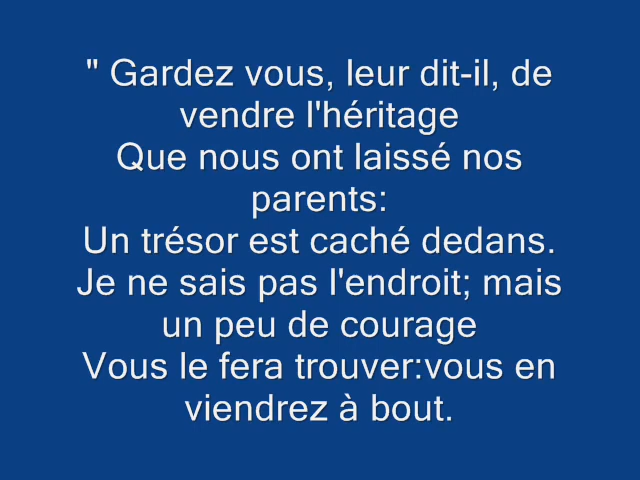 " Gardez vous, leur dit-il, de
vendre l'héritage
Que nous ont laissé nos
parents:
Un trésor est caché dedans.
Je ne sais pas l'endroit; mais
un peu de courage
Vous le fera trouver:vous en
viendrez à bout.